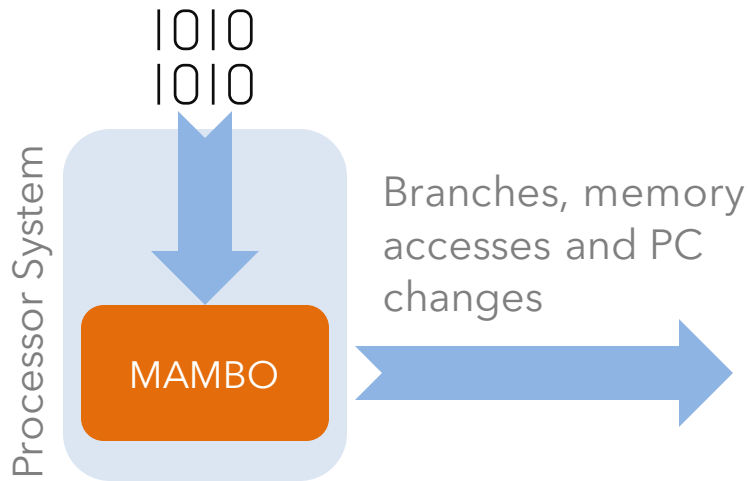 1010
1010
Processor System
Branches, memory
accesses and PC
changes
MAMBO